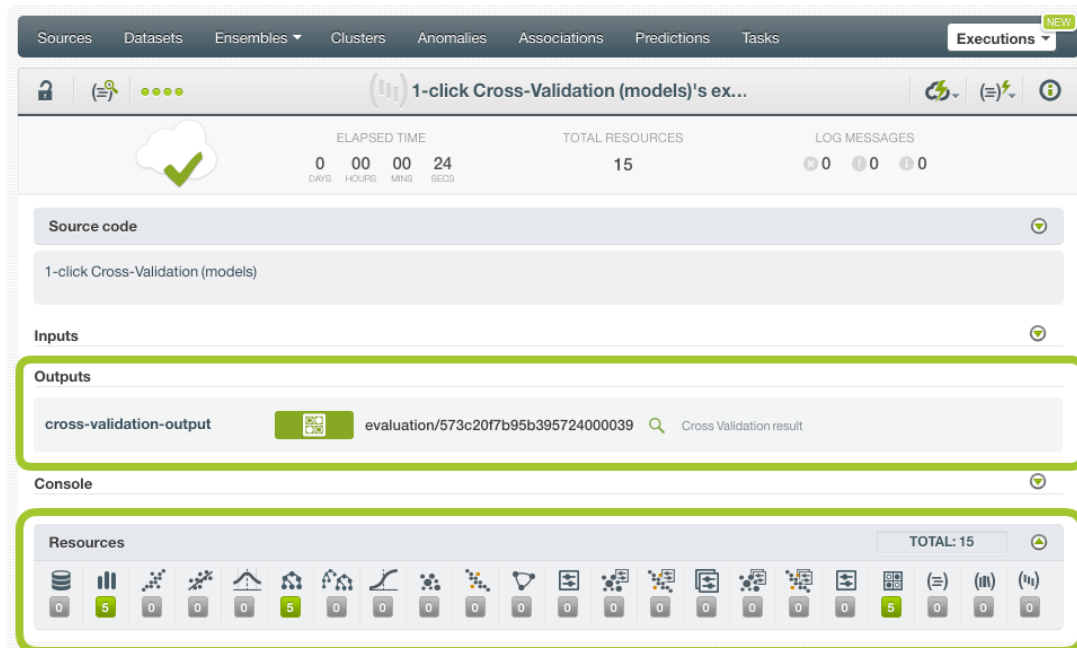 NEW
Sources Datasets Ensembles Clusters Anomalies Associations Predictions Tasks Executions
1-click Cross-Validation (models)'s ex...
ELAPSED TIME TOTAL RESOURCES LOG MESSAGES
0 00 00 24 15 0 0 0
DAYS HOURS MINS SECS
Source code
1-click Cross-Validation (models)
Inputs
Outputs
cross-validation-output evaluation/573c20f7b95b395724000039 Cross Validation result
Console
Resources TOTAL: 15
0 5 0 0 0 5 0 0 0 0 0 0 0 0 0 0 0 0 5 0 0 0